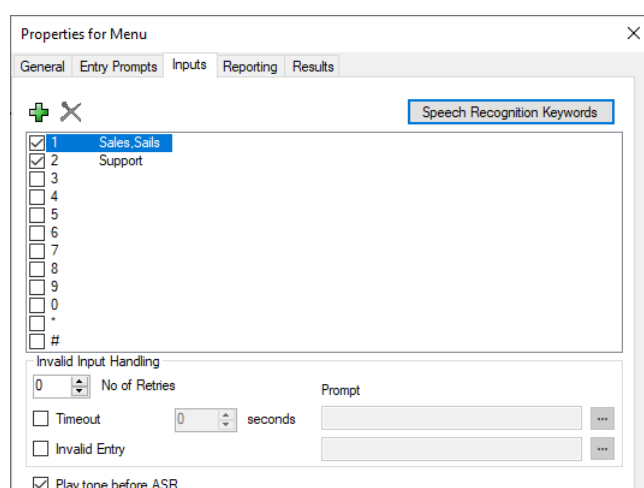 Properties for Menu
General Entry Prompts Inputs Reporting Results
Speech Recognition Keywords
1 Sales,Sails
2 Support
3
4
5
6
7
8
9
0
*
#
Invalid Input Handling
0 No of Retries
Prompt
Timeout 0 seconds ...
Invalid Entry ...
Play tone before ASR